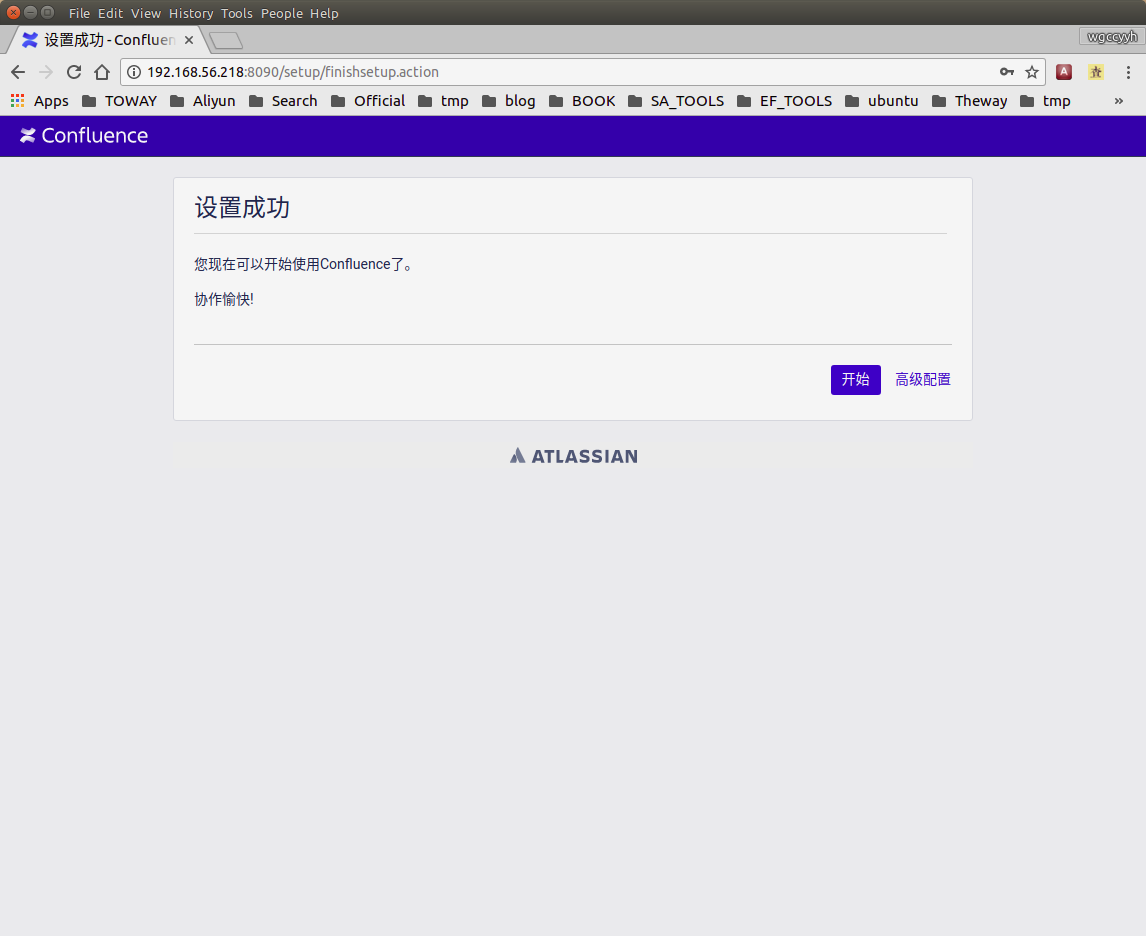 File Edit View History Tools People Help
设置成功 - Confluen
wgccyyh
192.168.56.218:8090/setup/finishsetup.action
Apps TOWAY Aliyun Search Official tmp blog BOOK SA_TOOLS EF_TOOLS ubuntu Theway tmp »
Confluence
设置成功
您现在可以开始使用Confluence了。
协作愉快!
开始 高级配置
ATLASSIAN